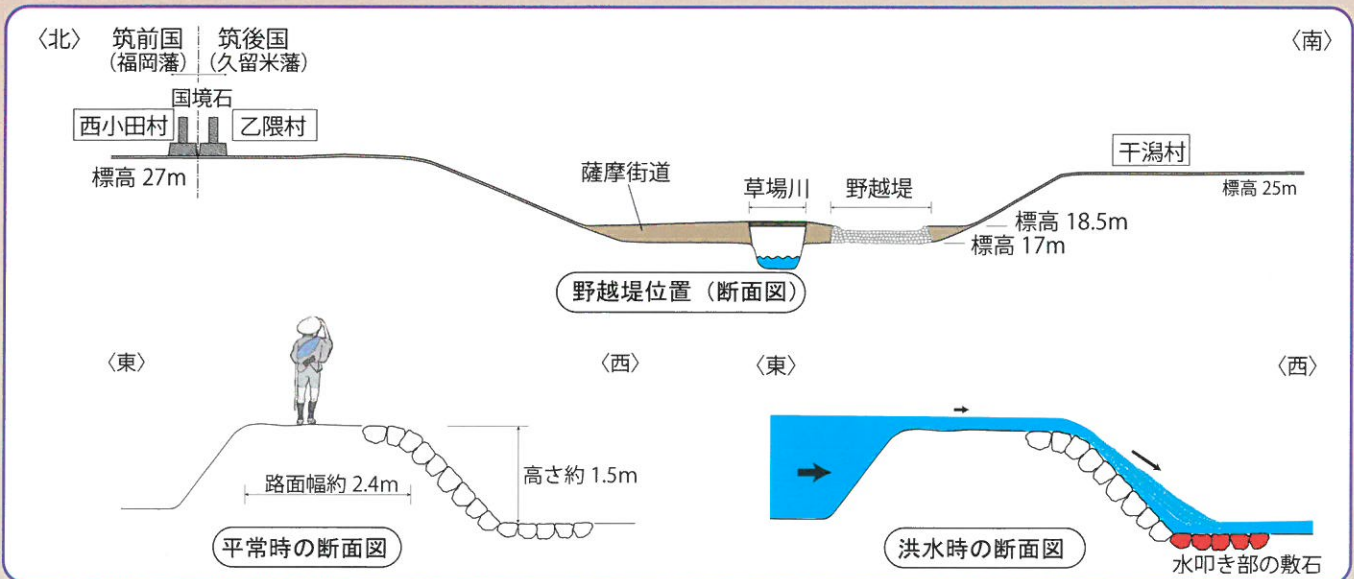 〈北〉 筑前国 筑後国 〈南〉
(福岡藩) (久留米藩)
国境石
西小田村 乙隈村
干潟村
標高 27m
薩摩街道
草場川
野越堤
標高 25m
標高 18.5m
標高 17m
野越堤位置(断面図)
〈東〉 〈西〉
路面幅約 2.4m
高さ約 1.5m
平常時の断面図
〈東〉 〈西〉
洪水時の断面図
水叩き部の敷石